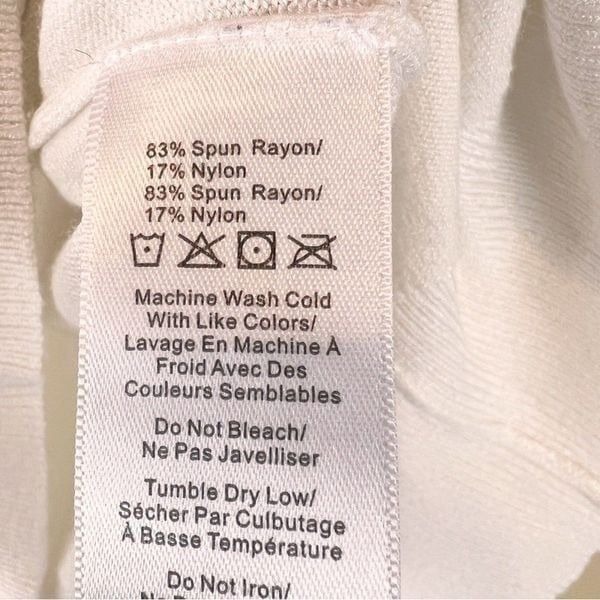 83% Spun Rayon/
17% Nylon
83% Spun Rayon/
17% Nylon
Machine Wash Cold
With Like Colors/
Lavage En Machine À
Froid Avec Des
Couleurs Semblables
Do Not Bleach/
Ne Pas Javelliser
Tumble Dry Low/
Sécher Par Culbutage
À Basse Température
Do Not Iron/